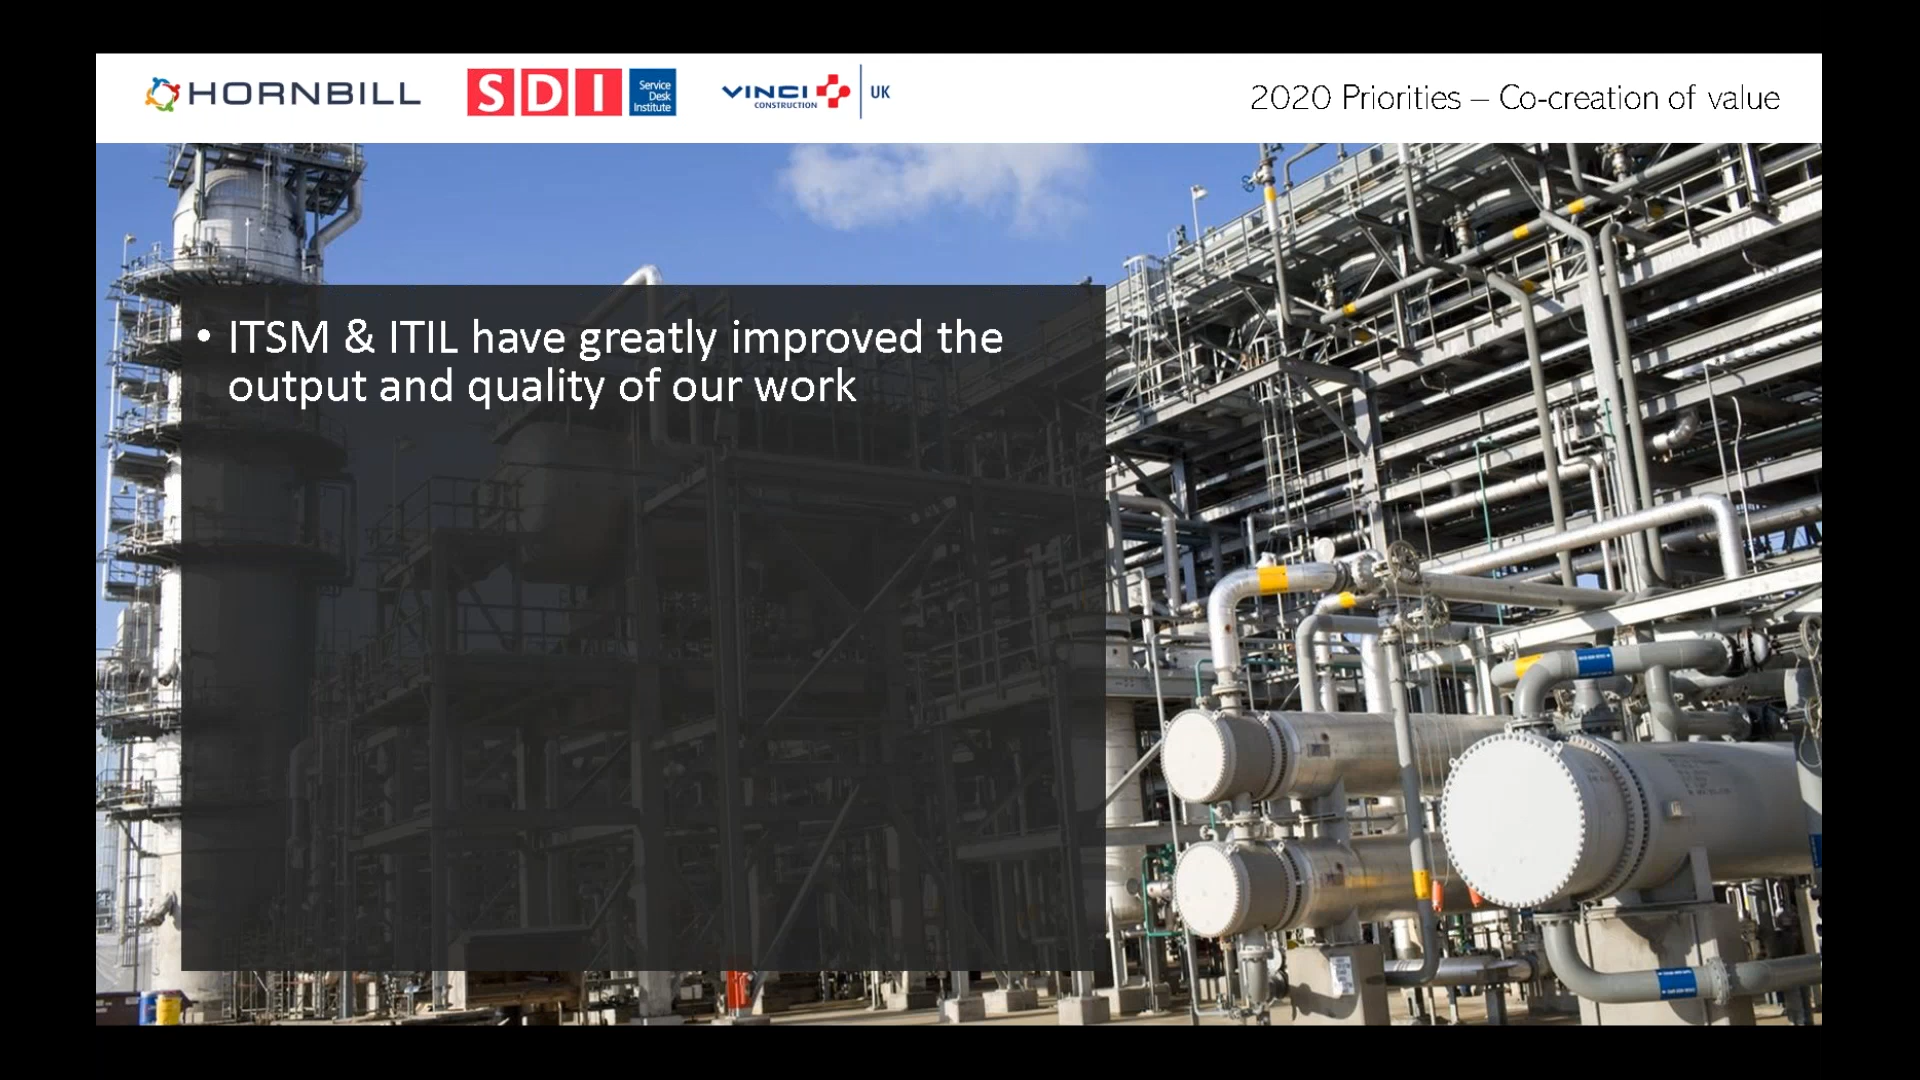 HORNBILL
SDI
Service
Desk
Institute
VINCI
CONSTRUCTION
UK
2020 Priorities – Co-creation of value
• ITSM & ITIL have greatly improved the
output and quality of our work